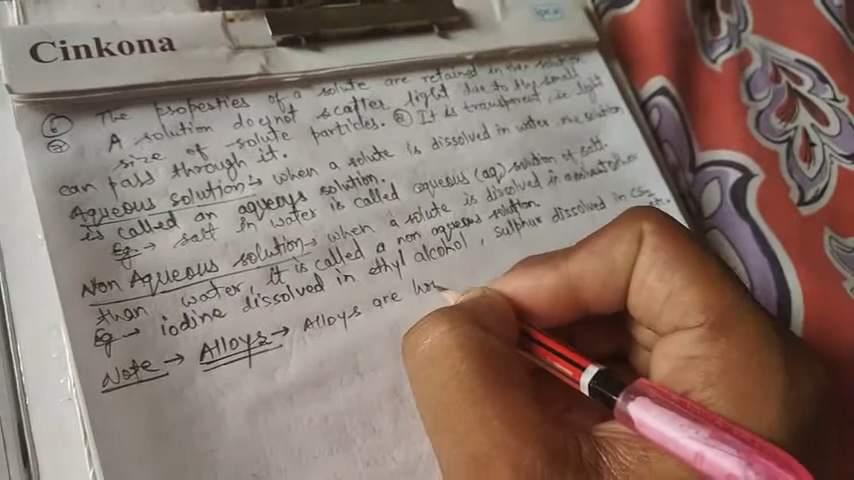 Cinkona
⑥ The properties of a solute are retained in the solution.
⑦ A solution does not scatter light due to the small
size of solute particles. ⑧ It is transparent i.e light
can pass through it.
Aqueous solution → when a solute is dissolved in water the solution
is called an aqueous solution.
Eg. → salt in water is called aqueous (aq) solution of salt.
Non Aqueous solution → when a solute is dissolved in a solvent other
than water, it is called a non aqueous solution.
Eg → iodine dissolved in ethyl alcohol, sulphur dissolved in CS2
Note → Alloys → Alloys are